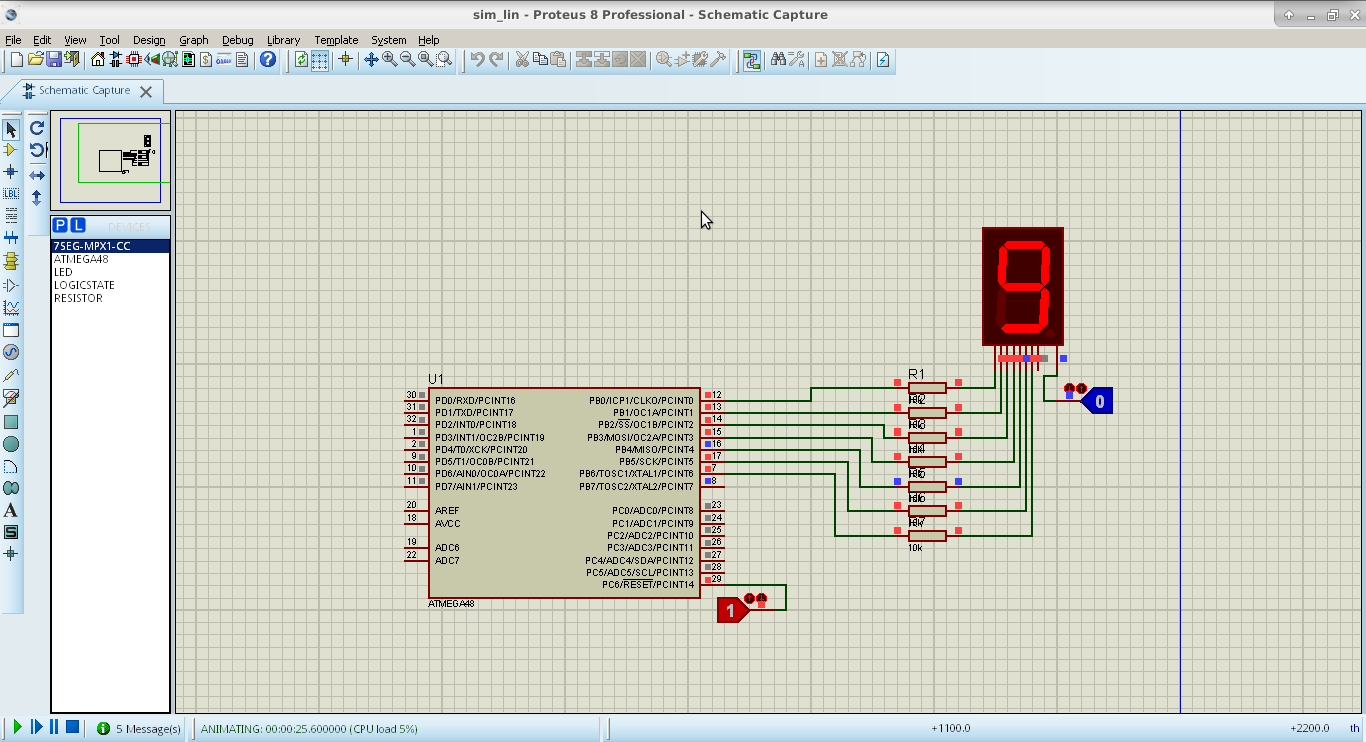 sim_lin - Proteus 8 Professional - Schematic Capture
File Edit View Tool Design Graph Debug Library Template System Help
Schematic Capture
LBL
P L DEVICES
7SEG-MPX1-CC
ATMEGA48
LED
LOGICSTATE
RESISTOR
A
S
9
U1
R1
30 PD0/RXD/PCINT16 PB0/ICP1/CLKO/PCINT0 12
31 PD1/TXD/PCINT17 PB1/OC1A/PCINT1 13
32 PD2/INT0/PCINT18 PB2/SS/OC1B/PCINT2 14
1 PD3/INT1/OC2B/PCINT19 PB3/MOSI/OC2A/PCINT3 15
2 PD4/T0/XCK/PCINT20 PB4/MISO/PCINT4 16
9 PD5/T1/OC0B/PCINT21 PB5/SCK/PCINT5 17
10 PD6/AIN0/OC0A/PCINT22 PB6/TOSC1/XTAL1/PCINT6 7
11 PD7/AIN1/PCINT23 PB7/TOSC2/XTAL2/PCINT7 8
20 AREF PC0/ADC0/PCINT8 23
18 AVCC PC1/ADC1/PCINT9 24
PC2/ADC2/PCINT10 25
19 ADC6 PC3/ADC3/PCINT11 26
22 ADC7 PC4/ADC4/SDA/PCINT12 27
PC5/ADC5/SCL/PCINT13 28
PC6/RESET/PCINT14 29
ATMEGA48
10k
0
1
5 Message(s) ANIMATING: 00:00:25.600000 (CPU load 5%) +1100.0 +2200.0 th